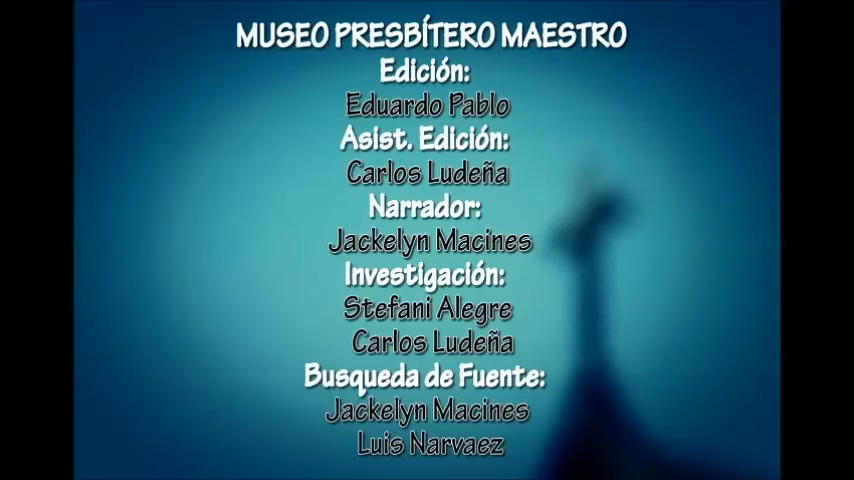 MUSEO PRESBÍTERO MAESTRO
Edición:
Eduardo Pablo
Asist. Edición:
Carlos Ludeña
Narrador:
Jackelyn Macines
Investigación:
Stefani Alegre
Carlos Ludeña
Busqueda de Fuente:
Jackelyn Macines
Luis Narvaez